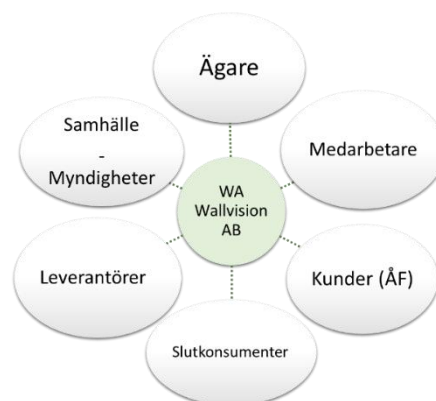 Ägare
Samhälle
-
Myndigheter
Medarbetare
WA
Wallvision
AB
Leverantörer
Kunder (ÅF)
Slutkonsumenter